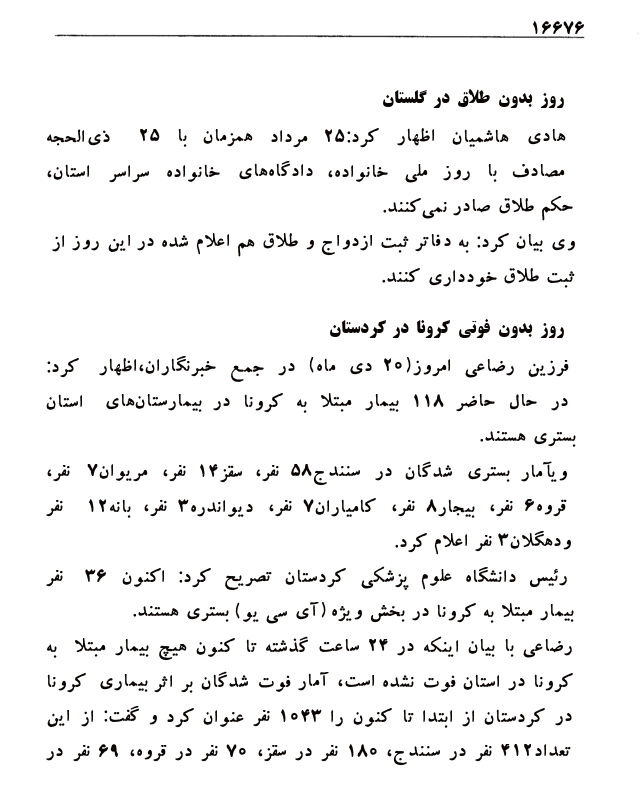 ۱۶۶۷۶
روز بدون طلاق در گلستان
هادی هاشمیان اظهار کرد:۲۵ مرداد همزمان با ۲۵ ذی‌الحجه
مصادف با روز ملی خانواده، دادگاه‌های خانواده سراسر استان،
حکم طلاق صادر نمی‌کنند.
وی بیان کرد: به دفاتر ثبت ازدواج و طلاق هم اعلام شده در این روز از
ثبت طلاق خودداری کنند.
روز بدون فوتی کرونا در کردستان
فرزین رضاعی امروز(۲۰ دی ماه) در جمع خبرنگاران،اظهار کرد:
در حال حاضر ۱۱۸ بیمار مبتلا به کرونا در بیمارستان‌های استان
بستری هستند.
ویآمار بستری شدگان در سنندج۵۸ نفر، سقز۱۴ نفر، مریوان۷ نفر،
قروه۶ نفر، بیجار۸ نفر، کامیاران۷ نفر، دیواندره۳ نفر، بانه۱۲ نفر
ودهگلان۳ نفر اعلام کرد.
رئیس دانشگاه علوم پزشکی کردستان تصریح کرد: اکنون ۳۶ نفر
بیمار مبتلا به کرونا در بخش ویژه (آی سی یو) بستری هستند.
رضاعی با بیان اینکه در ۲۴ ساعت گذشته تا کنون هیچ بیمار مبتلا به
کرونا در استان فوت نشده است، آمار فوت شدگان بر اثر بیماری کرونا
در کردستان از ابتدا تا کنون را ۱۰۴۳ نفر عنوان کرد و گفت: از این
تعداد۴۱۲ نفر در سنندج، ۱۸۰ نفر در سقز، ۷۰ نفر در قروه، ۶۹ نفر در